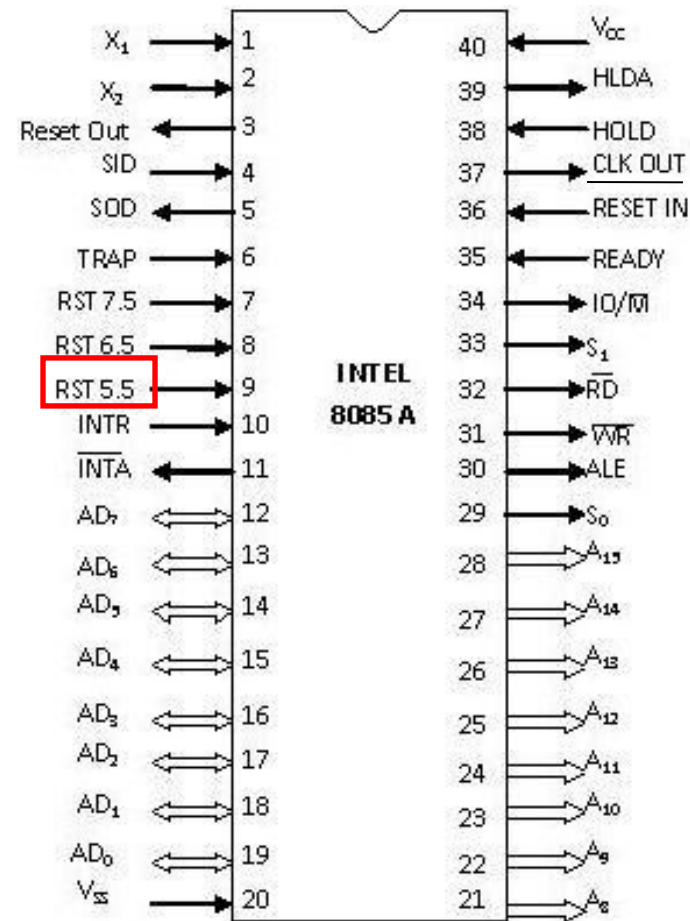 X₁ 1 40 Vcc
X₂ 2 39 HLDA
Reset Out 3 38 HOLD
SID 4 37 CLK OUT
SOD 5 36 RESET IN
TRAP 6 35 READY
RST 7.5 7 34 IO/M̅
RST 6.5 8 33 S₁
RST 5.5 9 32 R̅D̅
INTR 10 31 W̅R̅
I̅N̅T̅A̅ 11 30 ALE
INTEL
8085 A
AD₇ 12 29 S₀
AD₆ 13 28 A₁₅
AD₅ 14 27 A₁₄
AD₄ 15 26 A₁₃
AD₃ 16 25 A₁₂
AD₂ 17 24 A₁₁
AD₁ 18 23 A₁₀
AD₀ 19 22 A₉
Vss 20 21 A₈